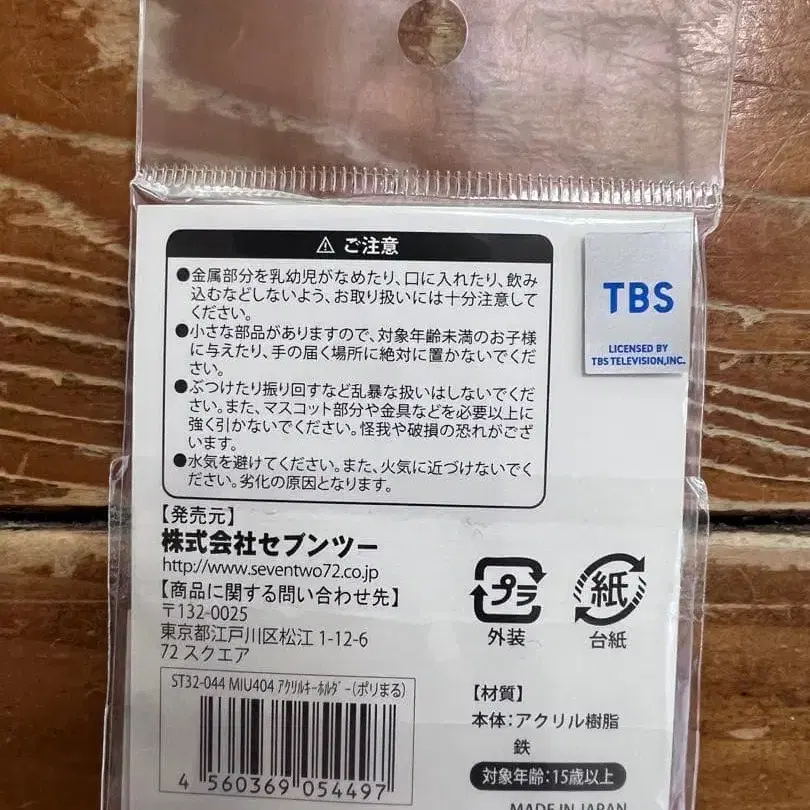 ⚠ ご注意
●金属部分を乳幼児がなめたり、口に入れたり、飲み
込むなどしないよう、お取り扱いには十分注意して
ください。
●小さな部品がありますので、対象年齢未満のお子様
に与えたり、手の届く場所に絶対に置かないでくだ
さい。
●ぶつけたり振り回すなど乱暴な扱いはしないでくだ
さい。また、マスコット部分や金具などを必要以上に
強く引かないでください。怪我や破損の恐れがござ
います。
●水気を避けてください。また、火気に近づけないでく
ださい。劣化の原因となります。
TBS
LICENSED BY
TBS TELEVISION,INC.
【発売元】
株式会社セブンツー
http://www.seventwo72.co.jp
【商品に関する問い合わせ先】
〒132-0025
東京都江戸川区松江 1-12-6
72 スクエア
プラ
外装
紙
台紙
ST32-044 MIU404 ｱｸﾘﾙｷｰﾎﾙﾀﾞｰ(ポリまる)
4 560369 054497
【材質】
本体：アクリル樹脂
鉄
対象年齢：15歳以上
MADE IN JAPAN